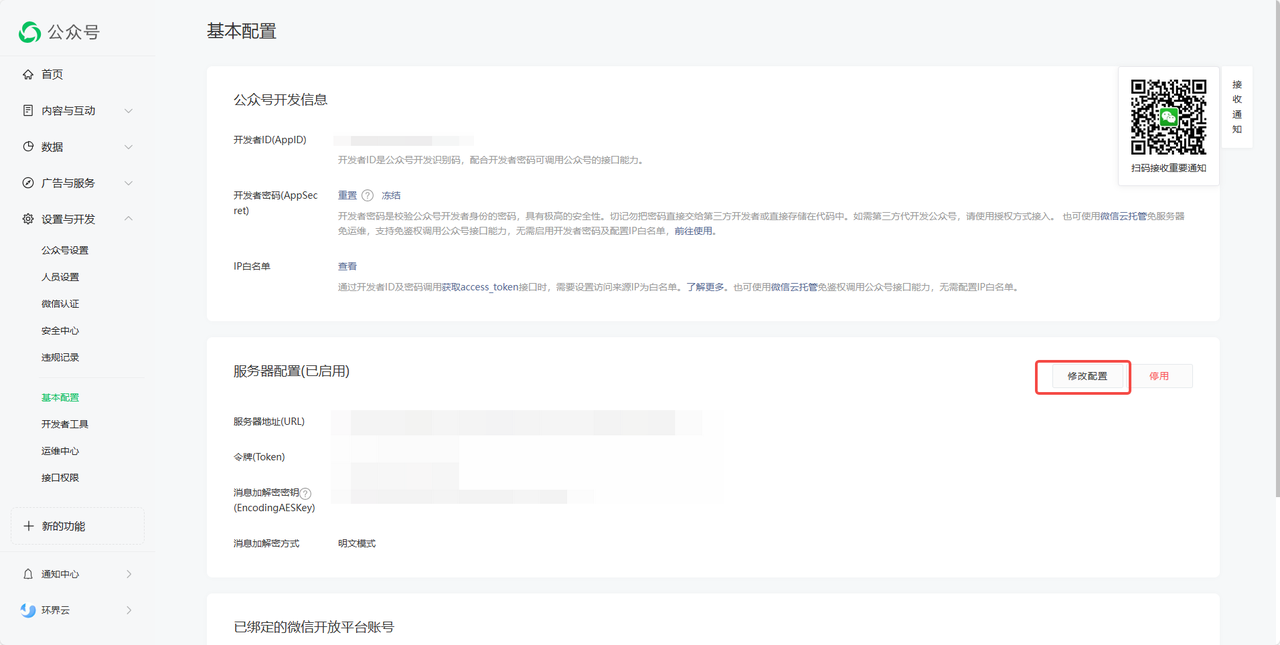 公众号
首页
内容与互动
数据
广告与服务
设置与开发
公众号设置
人员设置
微信认证
安全中心
违规记录
基本配置
开发者工具
运维中心
接口权限
新的功能
通知中心
环界云
基本配置
公众号开发信息
开发者ID(AppID)
开发者ID是公众号开发识别码，配合开发者密码可调用公众号的接口能力。
开发者密码(AppSec
ret)
重置 ? 冻结
开发者密码是校验公众号开发者身份的密码，具有极高的安全性。切记勿把密码直接交给第三方开发者或直接存储在代码中。如需第三方代开发公众号，请使用授权方式接入。 也可使用微信云托管免服务器
免运维，支持免鉴权调用公众号接口能力，无需启用开发者密码及配置IP白名单，前往使用。
IP白名单
查看
通过开发者ID及密码调用获取access_token接口时，需要设置访问来源IP为白名单。了解更多。也可使用微信云托管免鉴权调用公众号接口能力，无需配置IP白名单。
扫码接收重要通知
接
收
通
知
服务器配置(已启用)
修改配置
停用
服务器地址(URL)
令牌(Token)
消息加解密密钥?
(EncodingAESKey)
消息加解密方式
明文模式
已绑定的微信开放平台账号